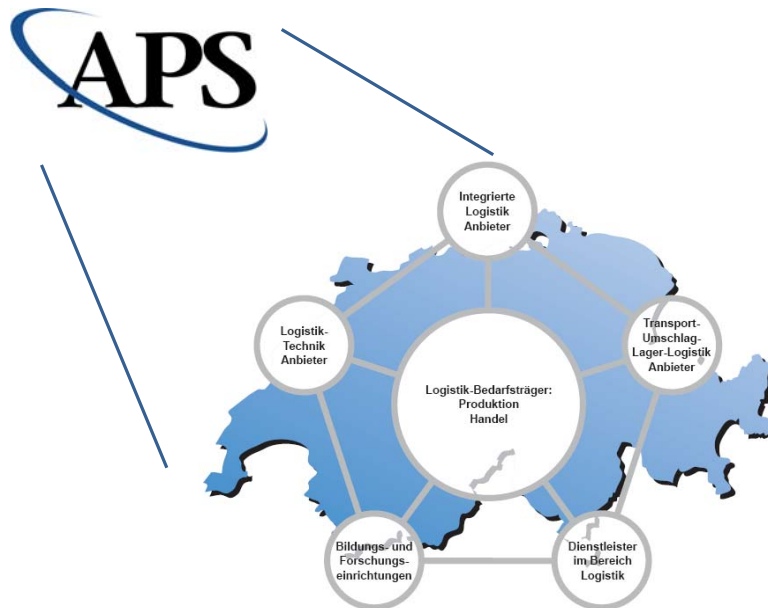 APS
Integrierte
Logistik
Anbieter
Logistik-
Technik
Anbieter
Transport-
Umschlag-
Lager-Logistik
Anbieter
Logistik-Bedarfsträger:
Produktion
Handel
Bildungs- und
Forschungs-
einrichtungen
Dienstleister
im Bereich
Logistik